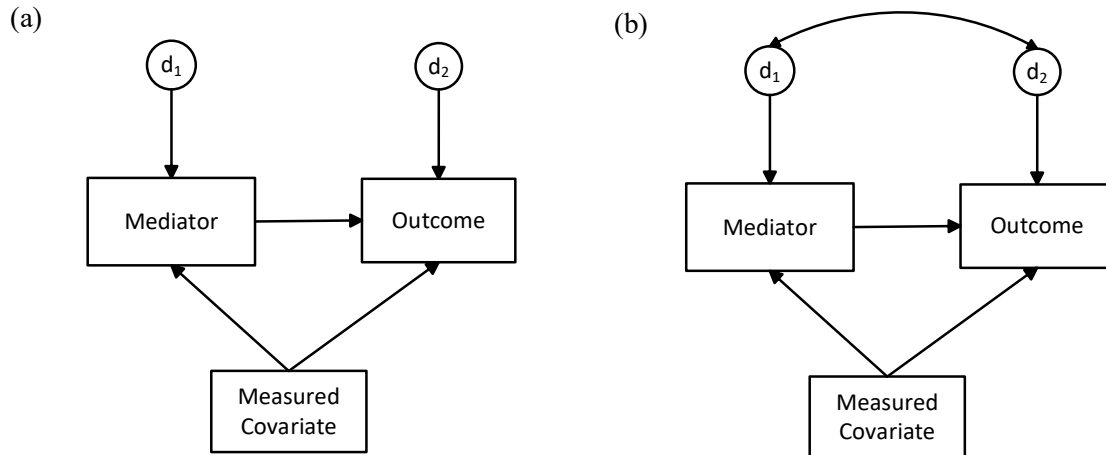 (a)
d₁
d₂
Mediator
Outcome
Measured
Covariate
(b)
d₁
d₂
Mediator
Outcome
Measured
Covariate